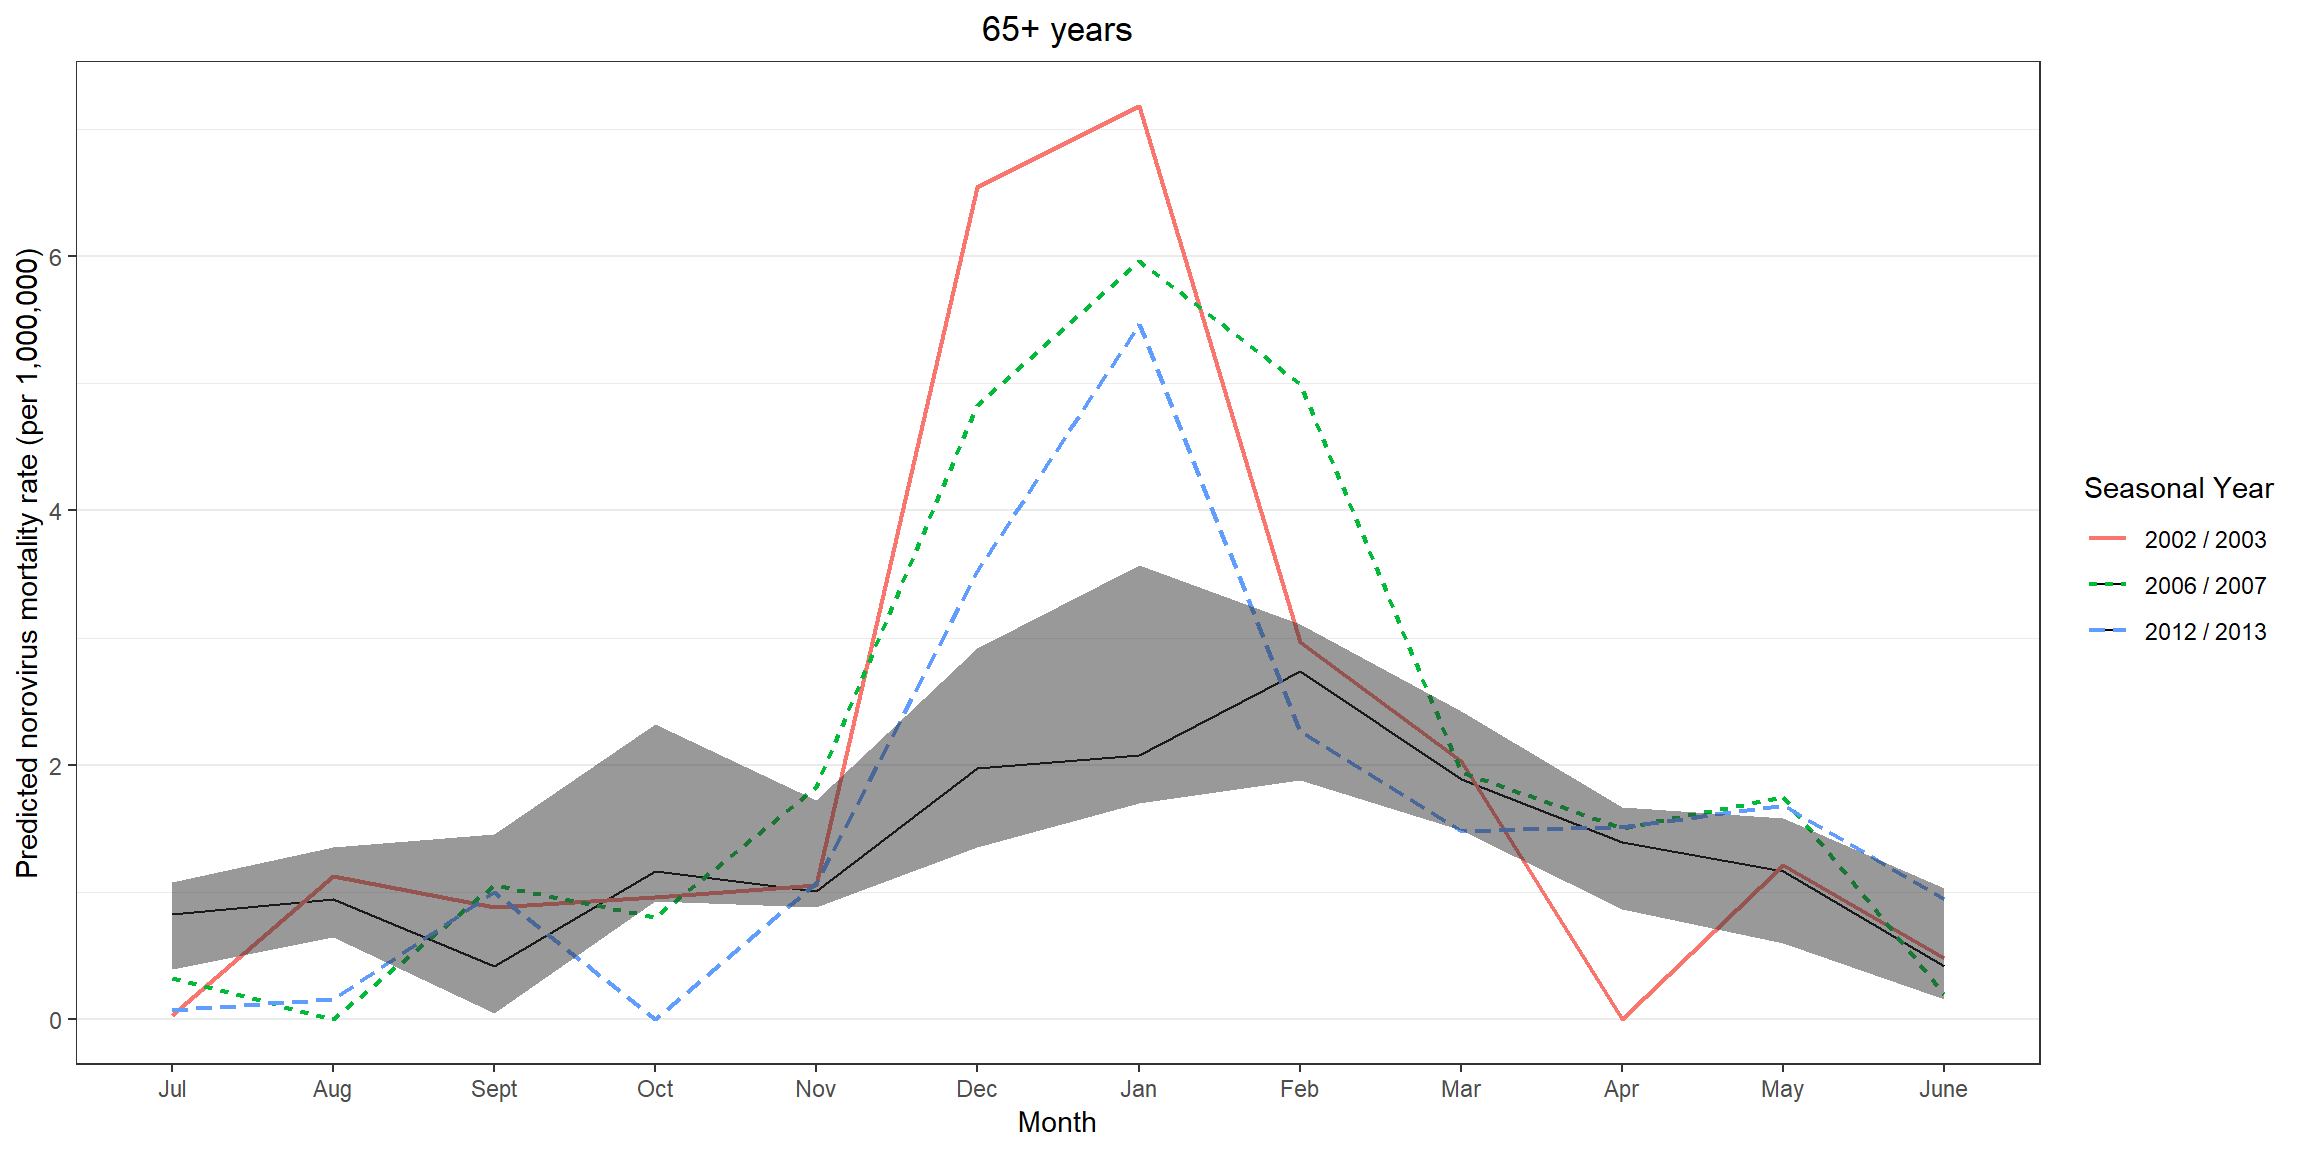 65+ years
Predicted norovirus mortality rate (per 1,000,000)
6
4
2
0
Jul Aug Sept Oct Nov Dec Jan Feb Mar Apr May June
Month
Seasonal Year
2002 / 2003
2006 / 2007
2012 / 2013